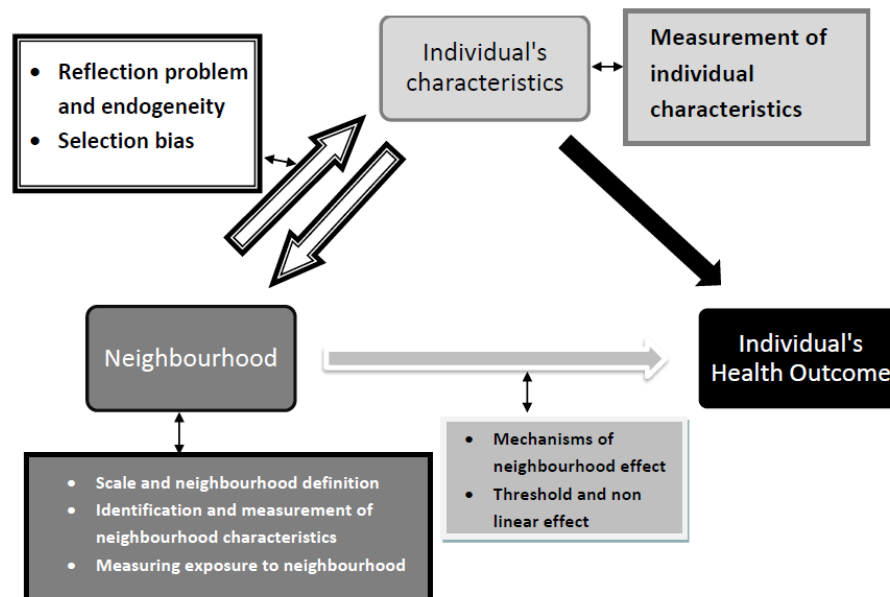 Individual's
characteristics
Measurement of
individual
characteristics
• Reflection problem
and endogeneity
• Selection bias
Neighbourhood
Individual's
Health Outcome
• Mechanisms of
neighbourhood effect
• Threshold and non
linear effect
• Scale and neighbourhood definition
• Identification and measurement of
neighbourhood characteristics
• Measuring exposure to neighbourhood